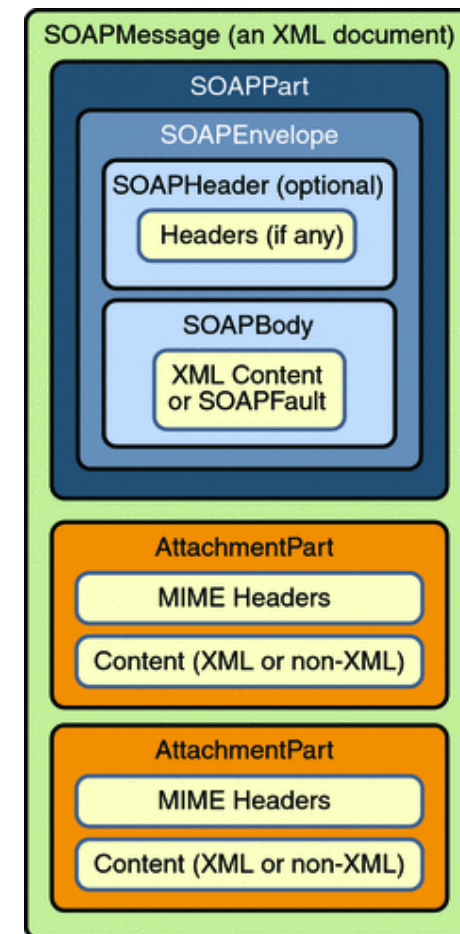 SOAPMessage (an XML document)
SOAPPart
SOAPEnvelope
SOAPHeader (optional)
Headers (if any)
SOAPBody
XML Content
or SOAPFault
AttachmentPart
MIME Headers
Content (XML or non-XML)
AttachmentPart
MIME Headers
Content (XML or non-XML)